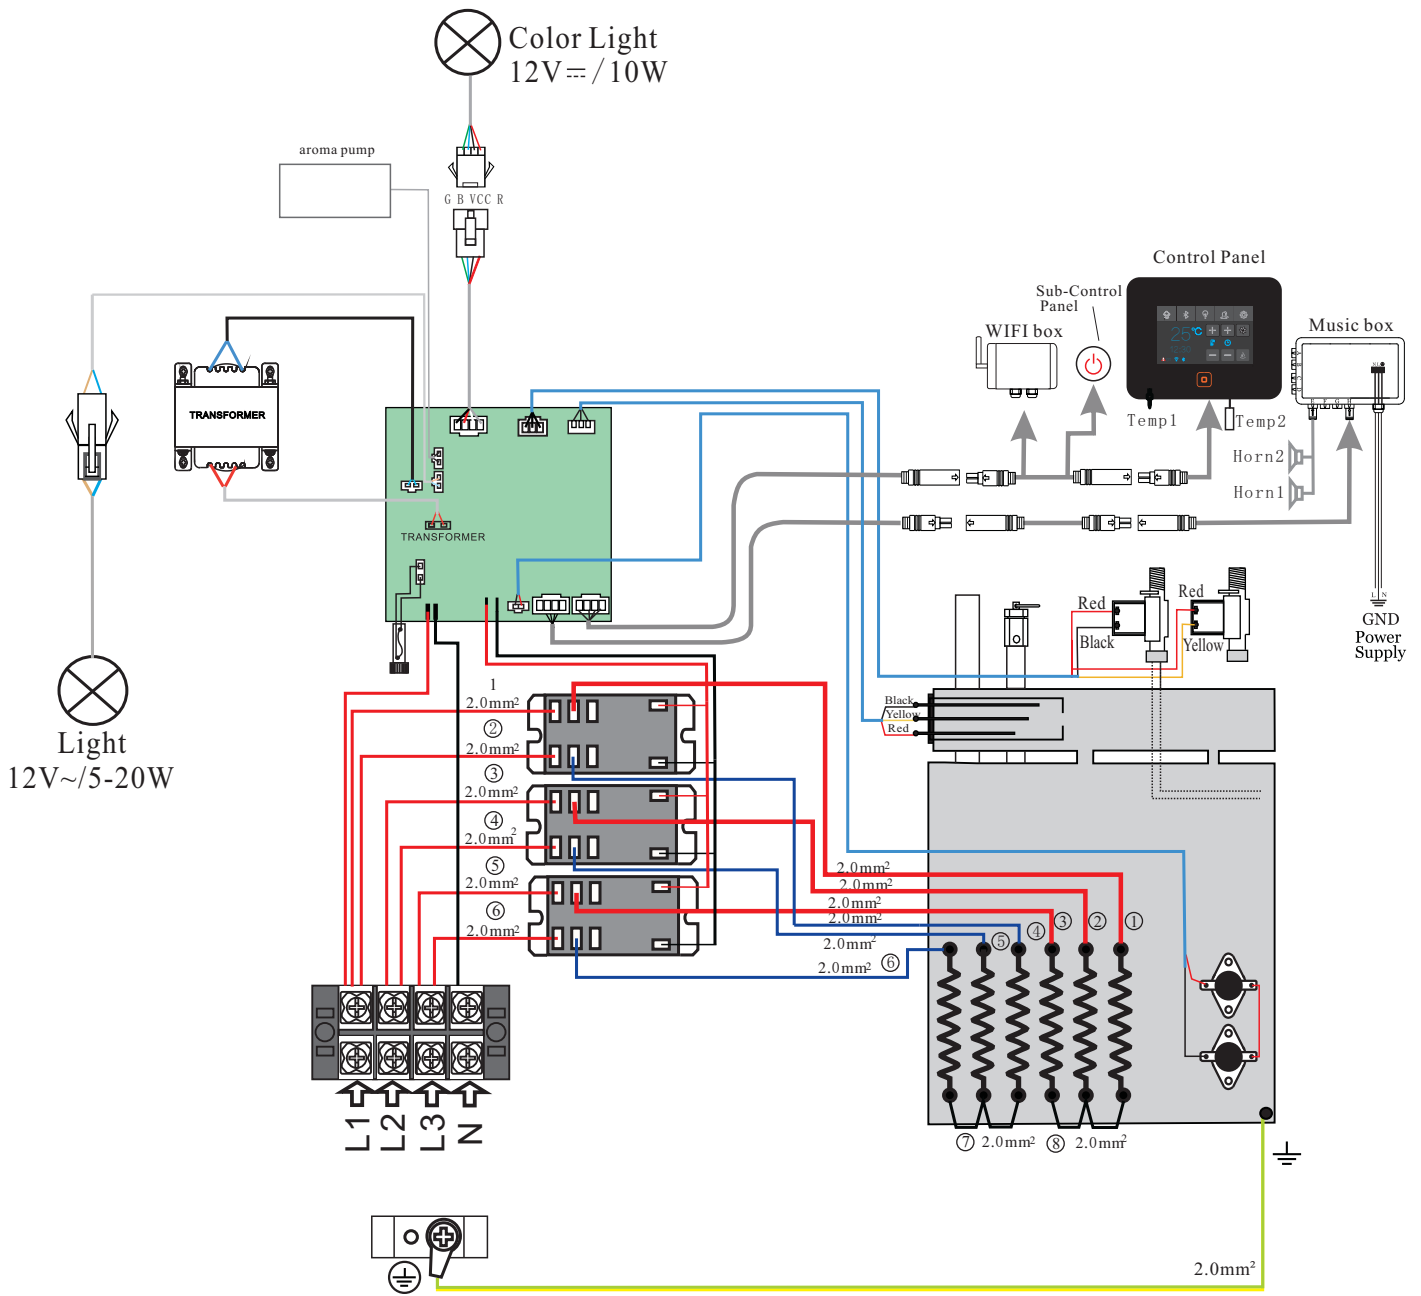 Color Light
12V⎓/10W
aroma pump
G B VCC R
Control Panel
Sub-Control
Panel
WIFI box
Music box
25℃
TRANSFORMER
Temp1
Temp2
Horn2
Horn1
TRANSFORMER
L N
GND
Power
Supply
Red
Black
Red
Yellow
Light
12V~/5-20W
1
2.0mm²
②
2.0mm²
③
2.0mm²
④
2.0mm²
⑤
2.0mm²
⑥
2.0mm²
Black
Yellow
Red
2.0mm²
2.0mm²
2.0mm²
2.0mm²
2.0mm²
2.0mm²
⑥
⑤
④
③
②
①
L1
L2
L3
N
⑦
2.0mm²
⑧
2.0mm²
2.0mm²